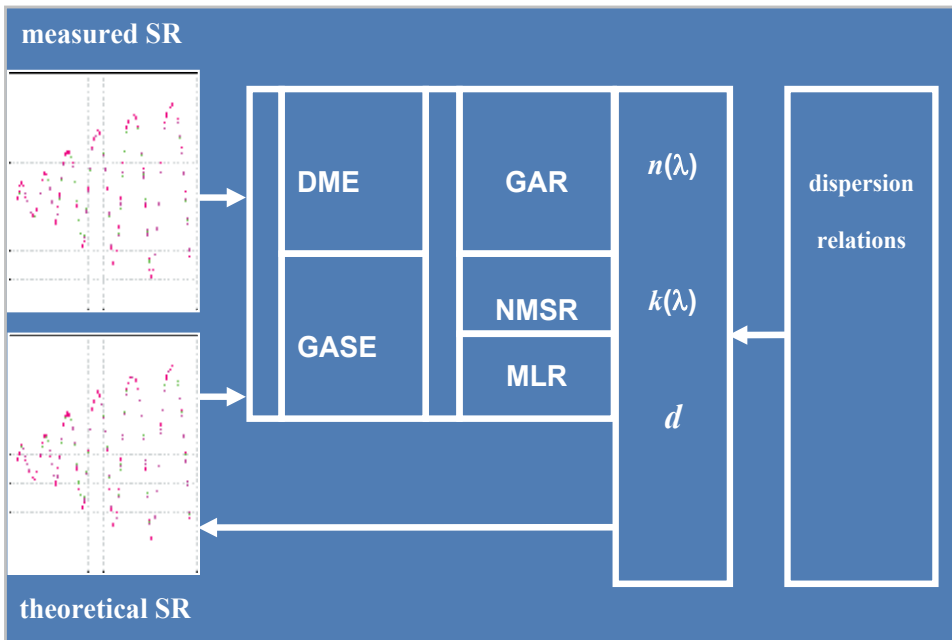 measured SR
DME
GAR
n(λ)
dispersion
relations
GASE
NMSR
k(λ)
MLR
d
theoretical SR